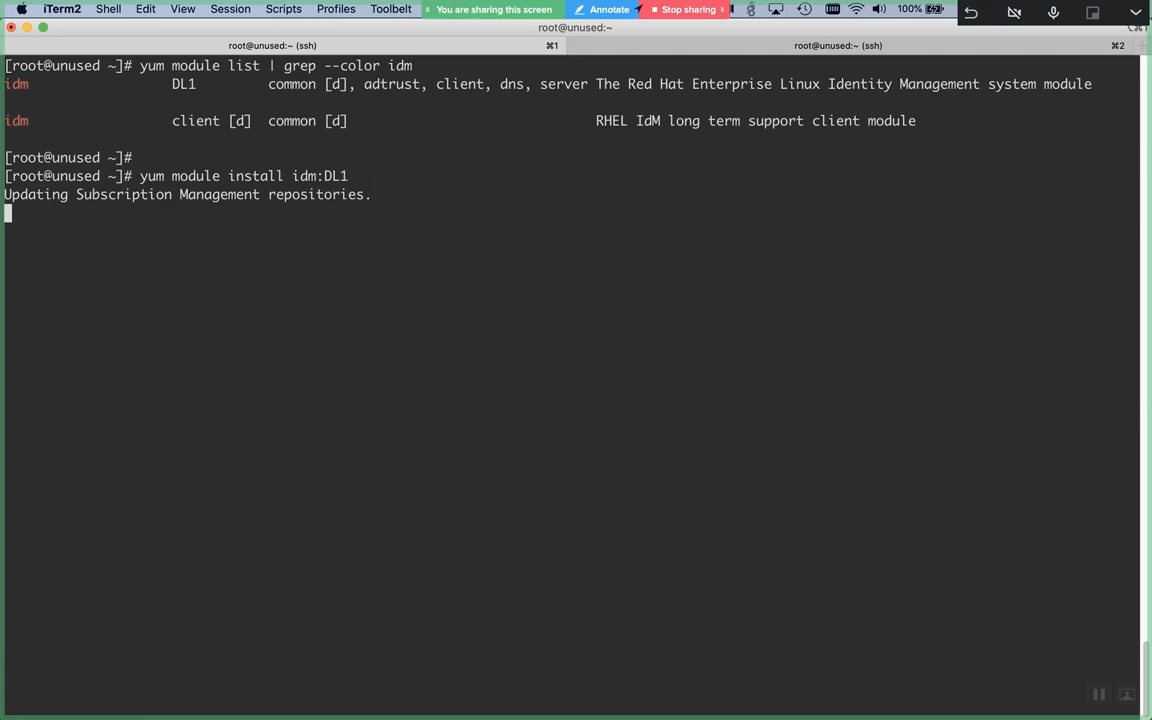 iTerm2 Shell Edit View Session Scripts Profiles Toolbelt You are sharing this screen Annotate Stop sharing 100%
root@unused:~
root@unused:~ (ssh) ⌘1 root@unused:~ (ssh) ⌘2
[root@unused ~]# yum module list | grep --color idm
idm DL1 common [d], adtrust, client, dns, server The Red Hat Enterprise Linux Identity Management system module
idm client [d] common [d] RHEL IdM long term support client module
[root@unused ~]#
[root@unused ~]# yum module install idm:DL1
Updating Subscription Management repositories.